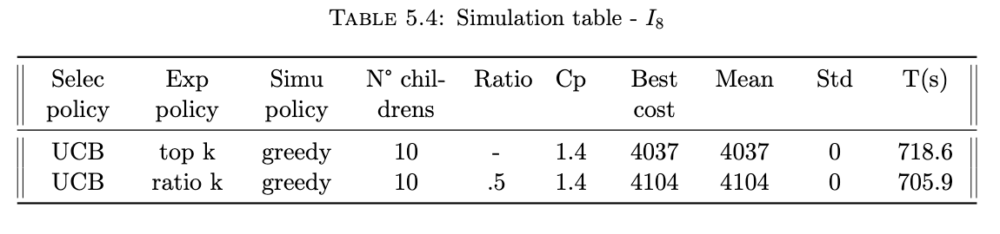 TABLE 5.4: Simulation table - I8
Selec Exp Simu N° chil- Ratio Cp Best Mean Std T(s)
policy policy policy drens cost
UCB top k greedy 10 - 1.4 4037 4037 0 718.6
UCB ratio k greedy 10 .5 1.4 4104 4104 0 705.9